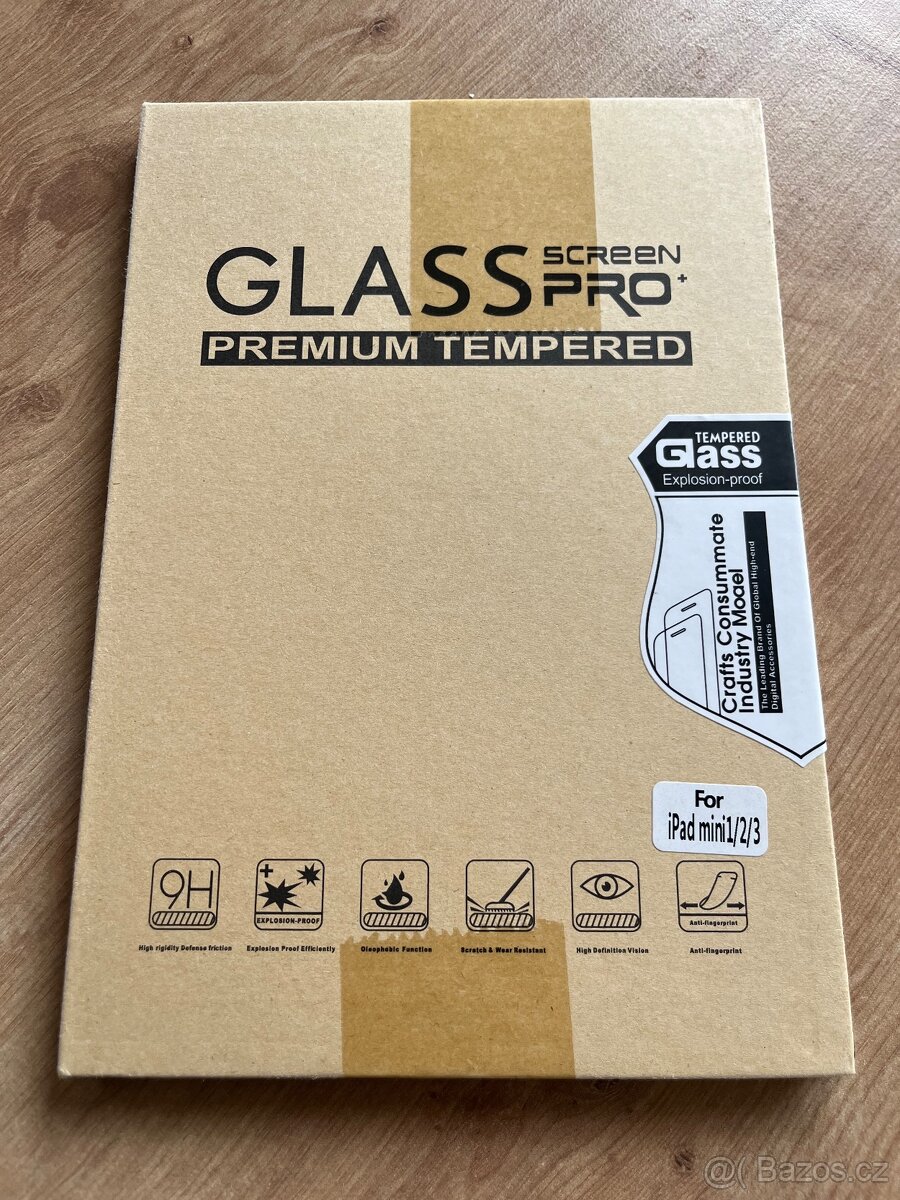 GLASS SCREEN PRO+
PREMIUM TEMPERED
TEMPERED
Glass
Explosion-proof
Crafts Consummate
Industry Model
The Leading Brand Of Global High-end
Digital Accessories
For
iPad mini1/2/3
9H
EXPLOSION-PROOF
Anti-fingerprint
High rigidity Defense friction
Explosion Proof Efficiently
Oleophobic Function
Scratch & Wear Resistant
High Definition Vision
Anti-fingerprint
@( Bazos.cz